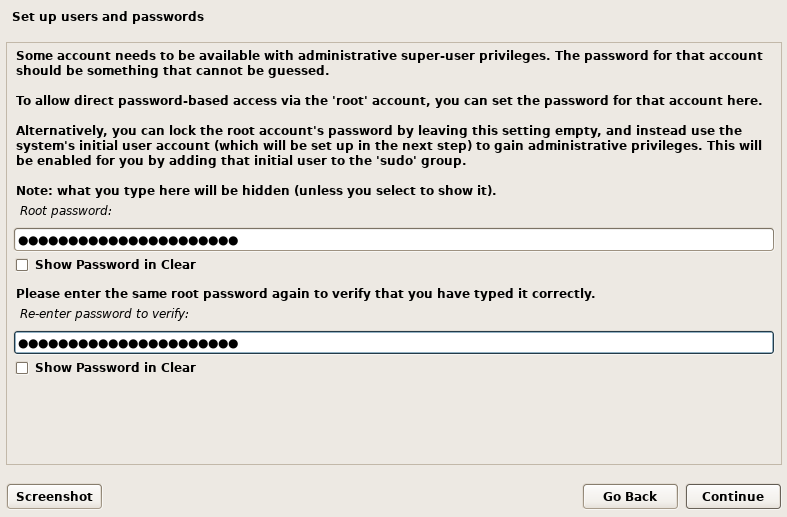 Set up users and passwords
Some account needs to be available with administrative super-user privileges. The password for that account
should be something that cannot be guessed.
To allow direct password-based access via the 'root' account, you can set the password for that account here.
Alternatively, you can lock the root account's password by leaving this setting empty, and instead use the
system's initial user account (which will be set up in the next step) to gain administrative privileges. This will
be enabled for you by adding that initial user to the 'sudo' group.
Note: what you type here will be hidden (unless you select to show it).
Root password:
●●●●●●●●●●●●●●●●●●●●●●
Show Password in Clear
Please enter the same root password again to verify that you have typed it correctly.
Re-enter password to verify:
●●●●●●●●●●●●●●●●●●●●●●
Show Password in Clear
Screenshot
Go Back
Continue